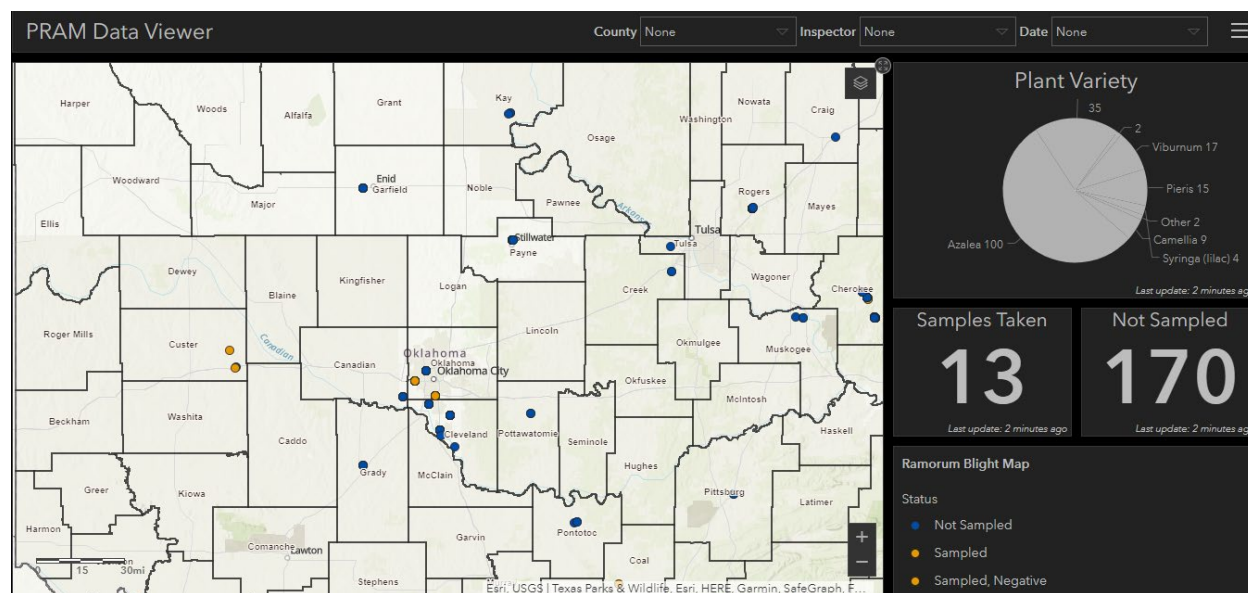 PRAM Data Viewer
County None
Inspector None
Date None
Harper
Woods
Alfalfa
Grant
Kay
Osage
Washington
Nowata
Craig
Woodward
Major
Enid
Garfield
Noble
Pawnee
Arkansas
Rogers
Mayes
Ellis
Stillwater
Payne
Tulsa
Tulsa
Dewey
Blaine
Kingfisher
Logan
Creek
Wagoner
Cherokee
Roger Mills
Custer
Canadian
Canadian
Oklahoma
Oklahoma
Oklahoma City
Lincoln
Okmulgee
Muskogee
Okfuskee
McIntosh
Beckham
Washita
Caddo
Cleveland
Pottawatomie
Seminole
Haskell
Greer
Kiowa
Grady
McClain
Hughes
Pittsburg
Latimer
Harmon
Comanche
Lawton
Garvin
Pontotoc
Coal
Stephens
0 15 30mi
+
−
Esri, USGS | Texas Parks & Wildlife, Esri, HERE, Garmin, SafeGraph, F...
Plant Variety
35
2
Viburnum 17
Pieris 15
Other 2
Camellia 9
Syringa (lilac) 4
Azalea 100
Last update: 2 minutes ag
Samples Taken
13
Last update: 2 minutes ago
Not Sampled
170
Last update: 2 minutes ag
Ramorum Blight Map
Status
Not Sampled
Sampled
Sampled, Negative